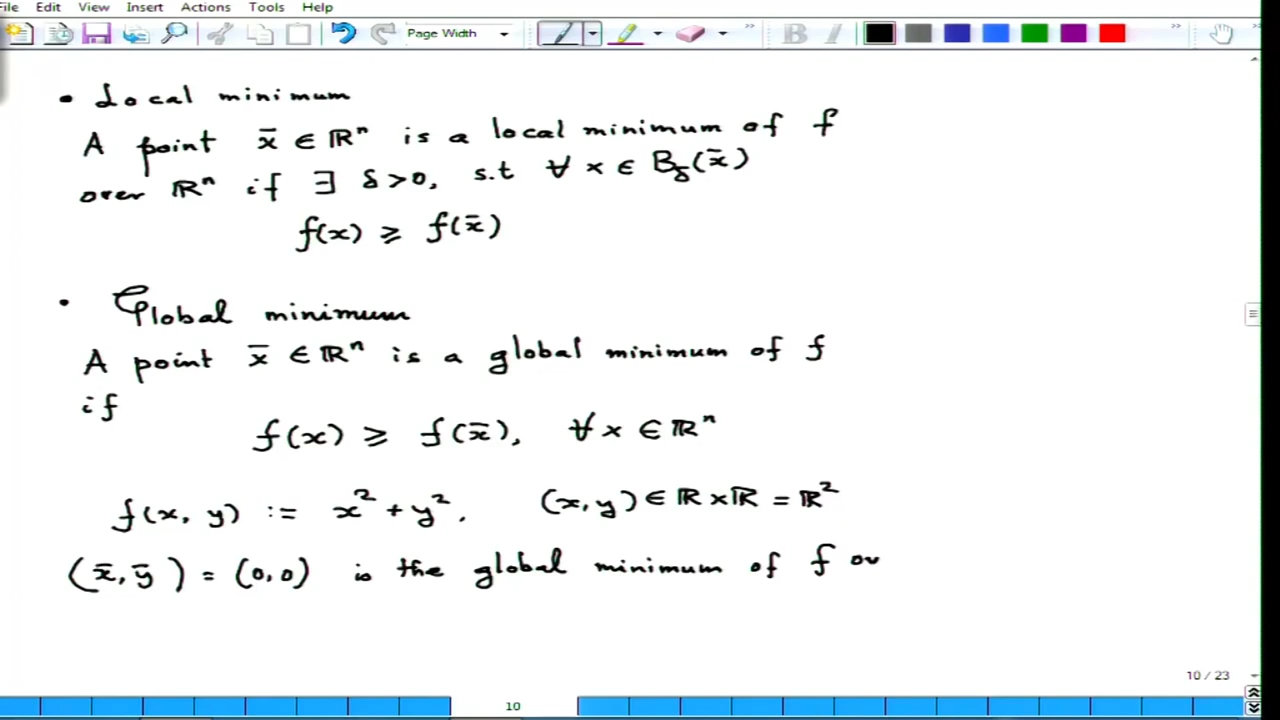 File Edit View Insert Actions Tools Help
Page Width
• Local minimum
A point x̄ ∈ ℝⁿ is a local minimum of f
over ℝⁿ if ∃ δ>0, s.t ∀ x ∈ B_δ(x̄)
f(x) ⩾ f(x̄)
• Global minimum
A point x̄ ∈ ℝⁿ is a global minimum of f
if
f(x) ⩾ f(x̄), ∀ x ∈ ℝⁿ
f(x, y) := x² + y², (x, y) ∈ ℝ × ℝ = ℝ²
(x̄, ȳ) = (0, 0) is the global minimum of f ov
10 / 23
10